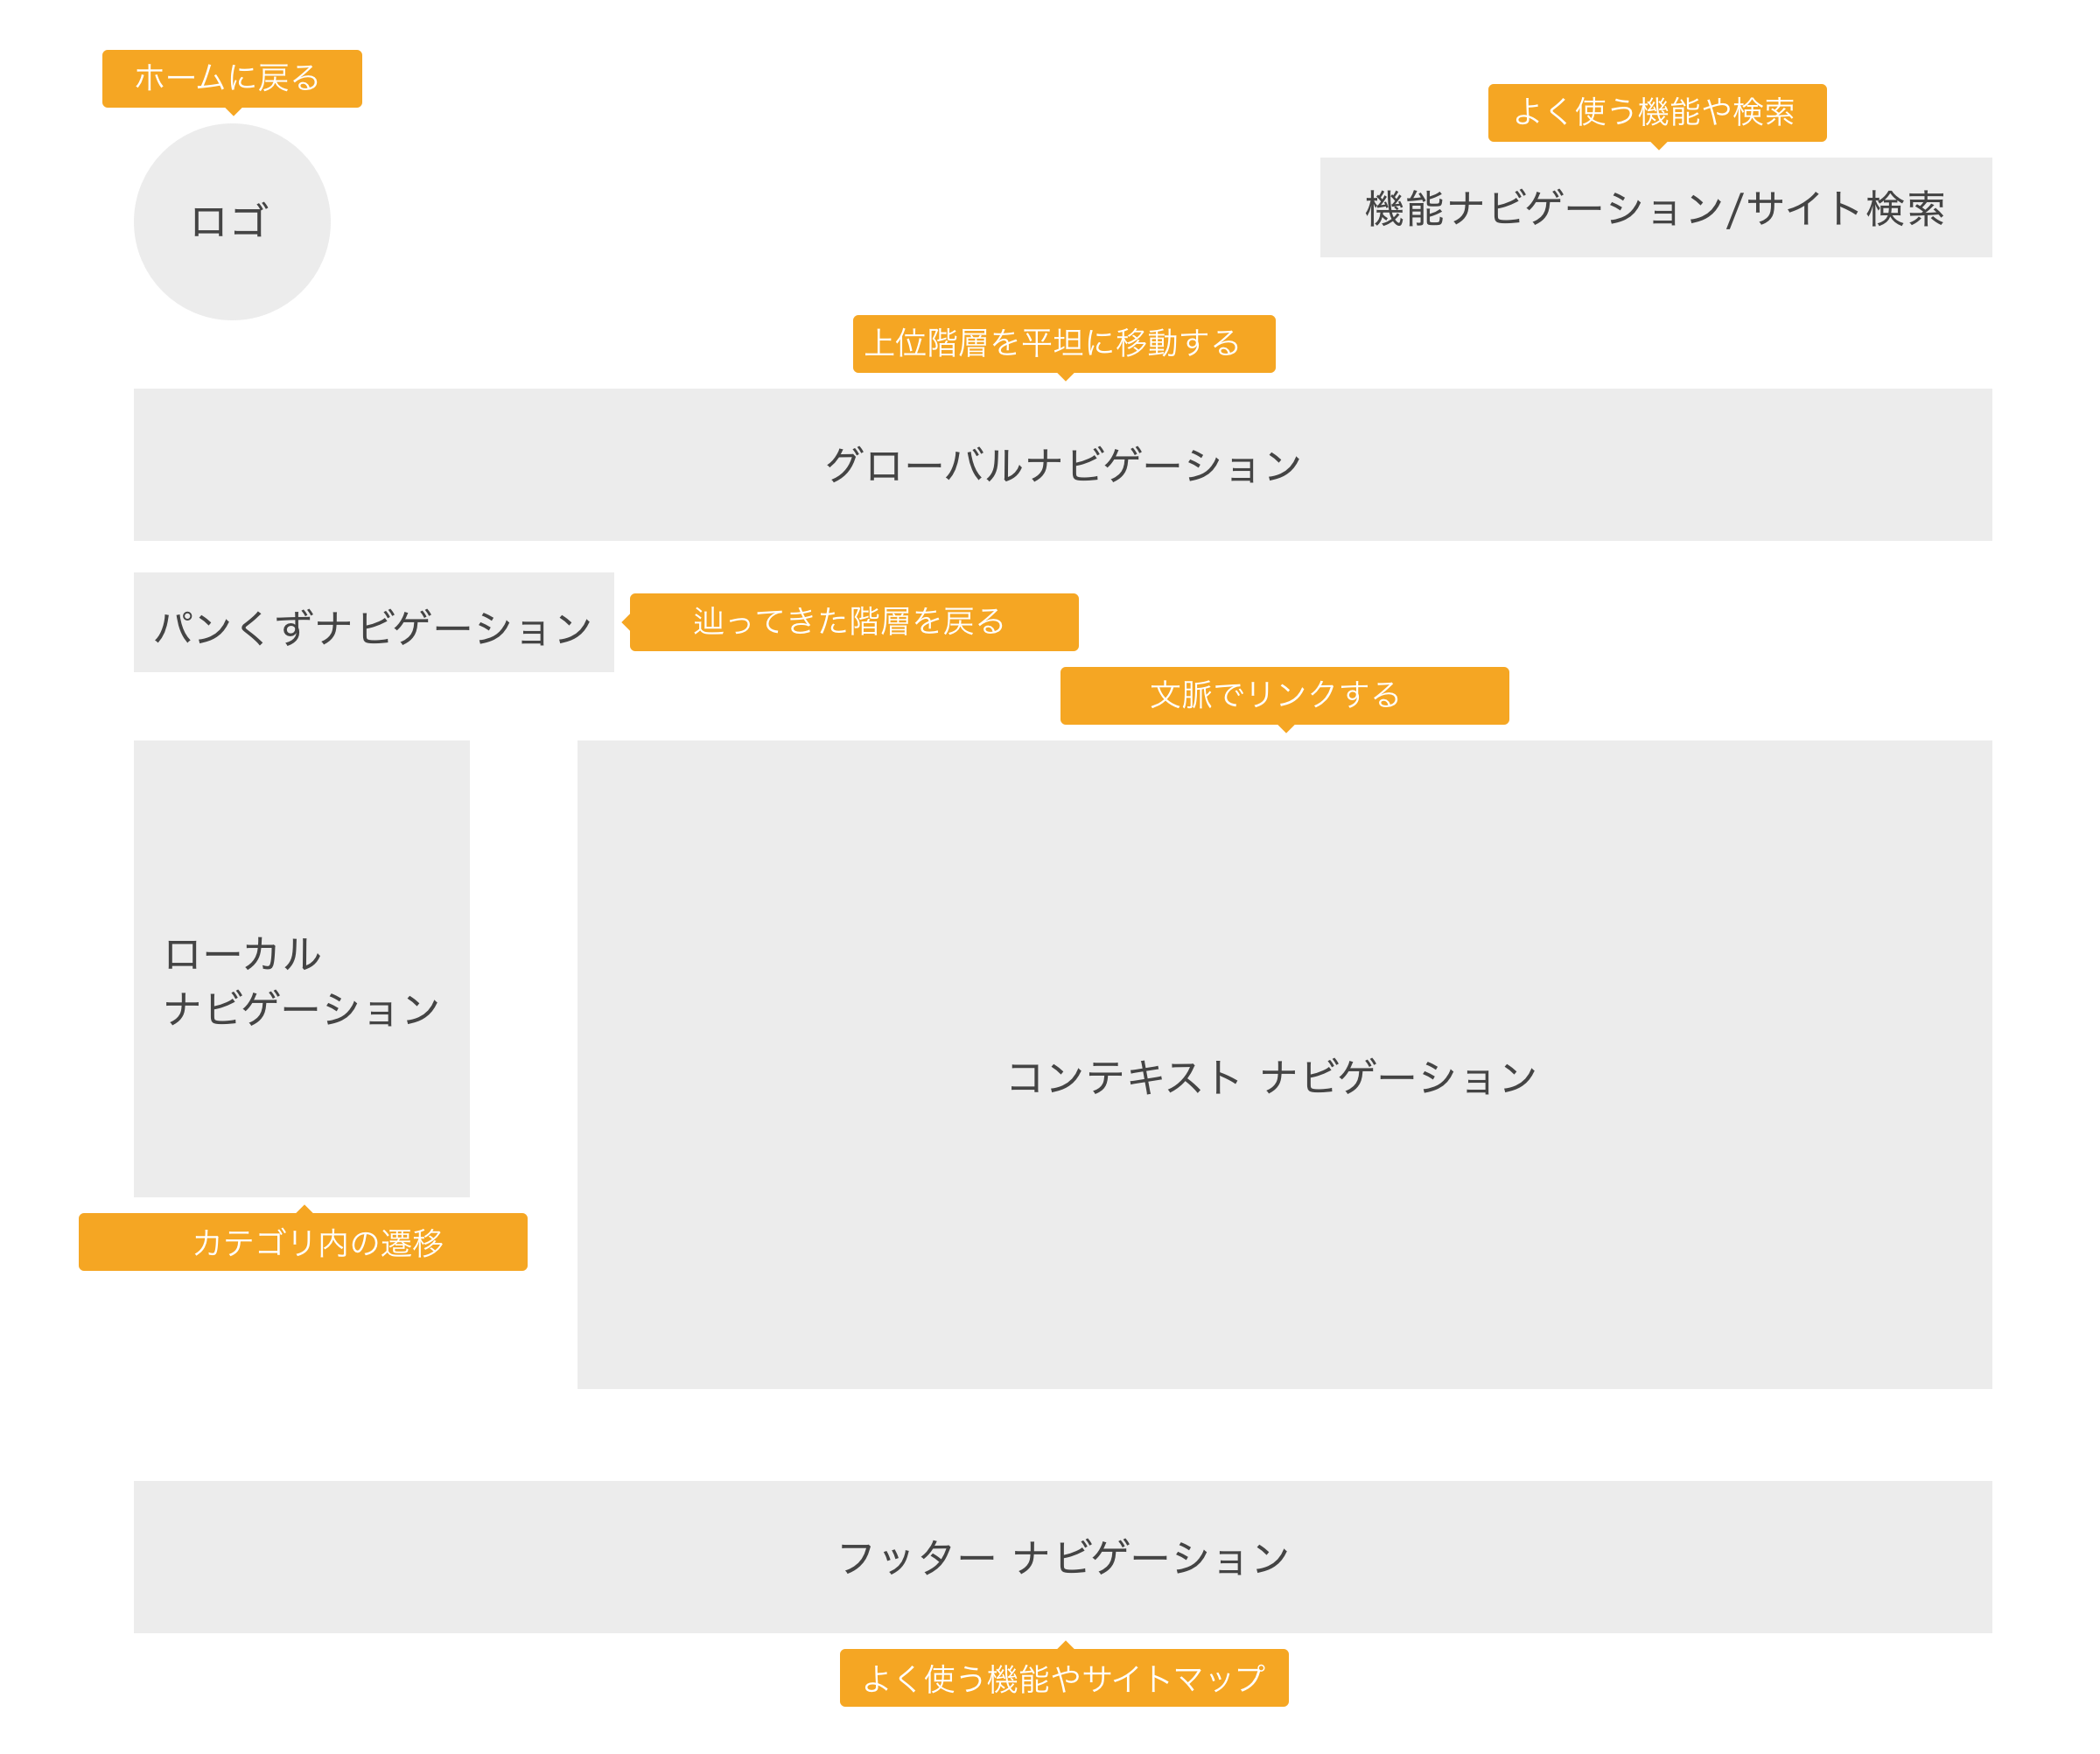 ホームに戻る
ロゴ
よく使う機能や検索
機能ナビゲーション/サイト検索
上位階層を平坦に移動する
グローバルナビゲーション
パンくずナビゲーション
辿ってきた階層を戻る
文脈でリンクする
ローカル
ナビゲーション
コンテキスト ナビゲーション
カテゴリ内の遷移
フッター ナビゲーション
よく使う機能やサイトマップ